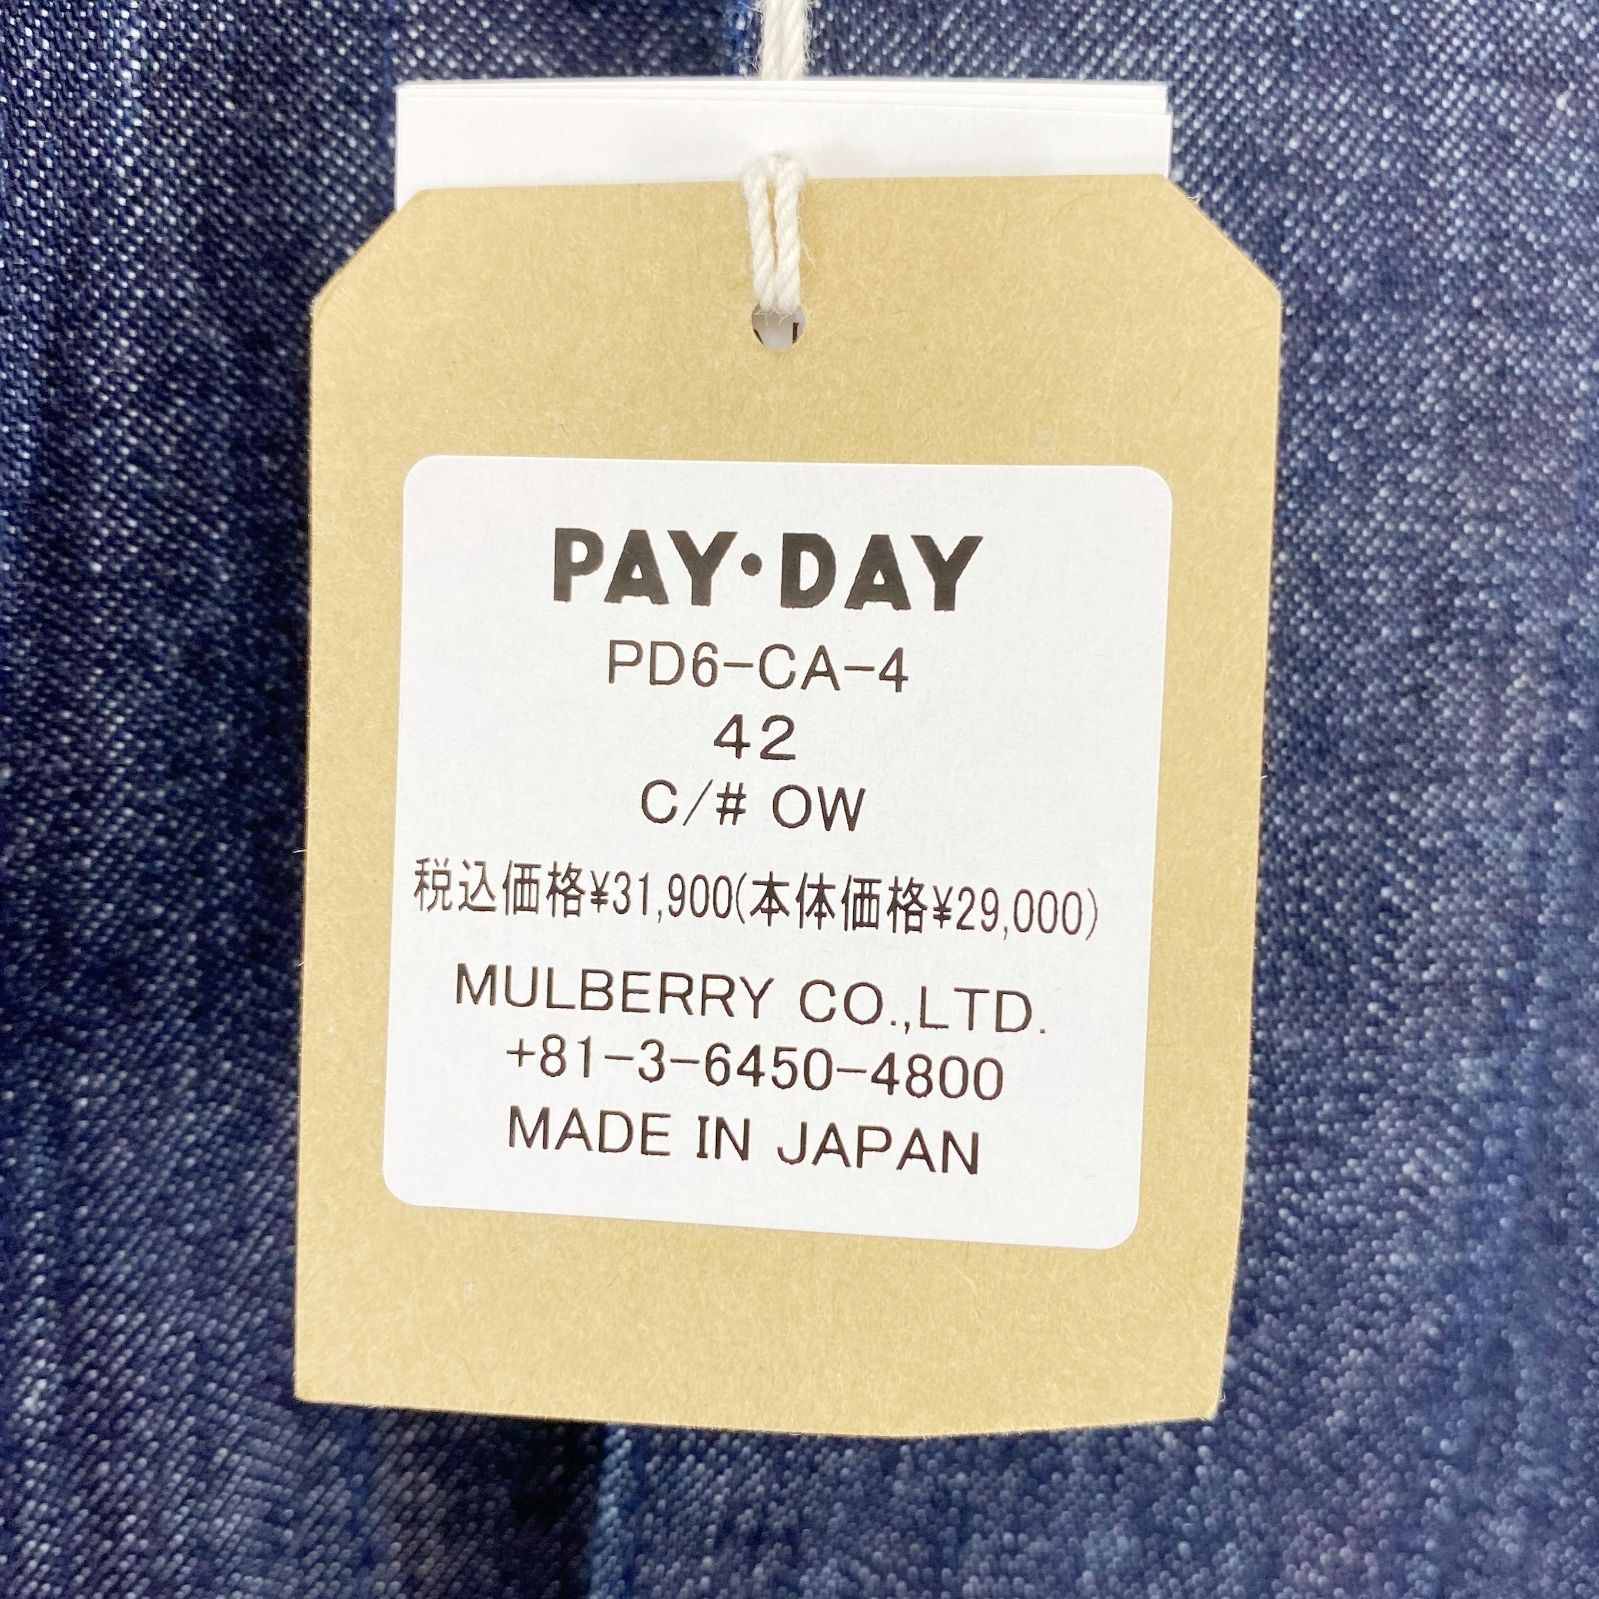 PAY・DAY
PD6-CA-4
42
C/# OW
税込価格¥31,900(本体価格¥29,000)
MULBERRY CO.,LTD.
+81-3-6450-4800
MADE IN JAPAN